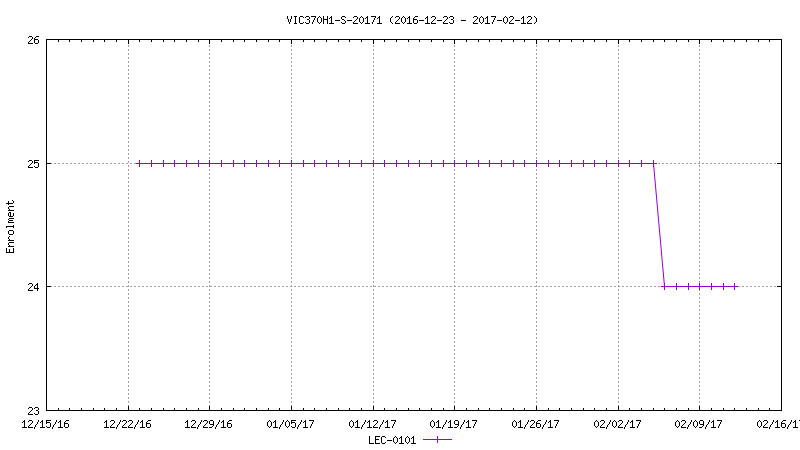 VIC370H1-S-20171 (2016-12-23 - 2017-02-12)
26
25
24
23
Enrolment
12/15/16 12/22/16 12/29/16 01/05/17 01/12/17 01/19/17 01/26/17 02/02/17 02/09/17 02/16/17
LEC-0101